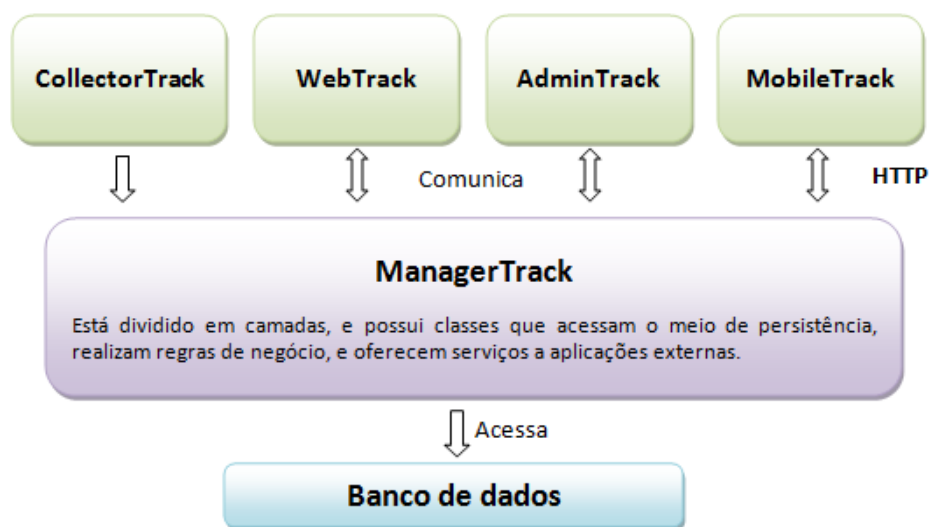 CollectorTrack
WebTrack
AdminTrack
MobileTrack
Comunica
HTTP
ManagerTrack
Está dividido em camadas, e possui classes que acessam o meio de persistência,
realizam regras de negócio, e oferecem serviços a aplicações externas.
Acessa
Banco de dados